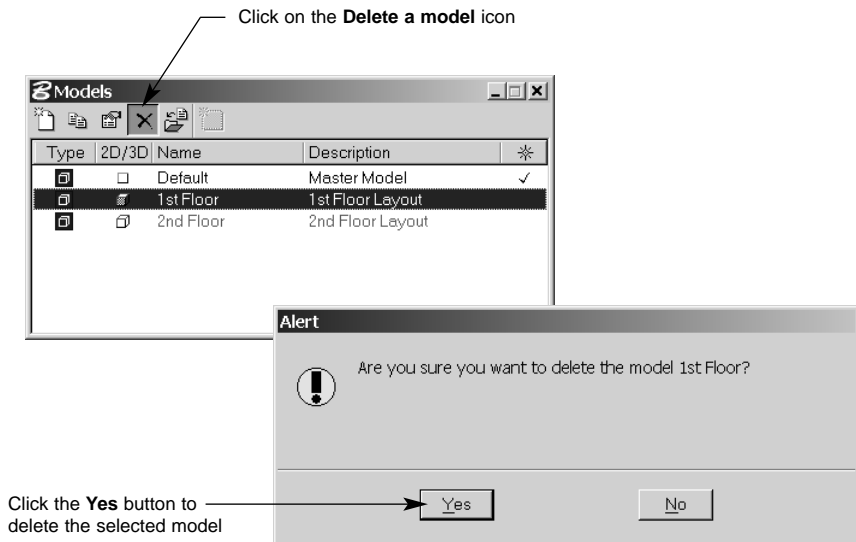 Click on the Delete a model icon
Models
Type 2D/3D Name Description
Default Master Model
1st Floor 1st Floor Layout
2nd Floor 2nd Floor Layout
Alert
Are you sure you want to delete the model 1st Floor?
Click the Yes button to
delete the selected model
Yes No